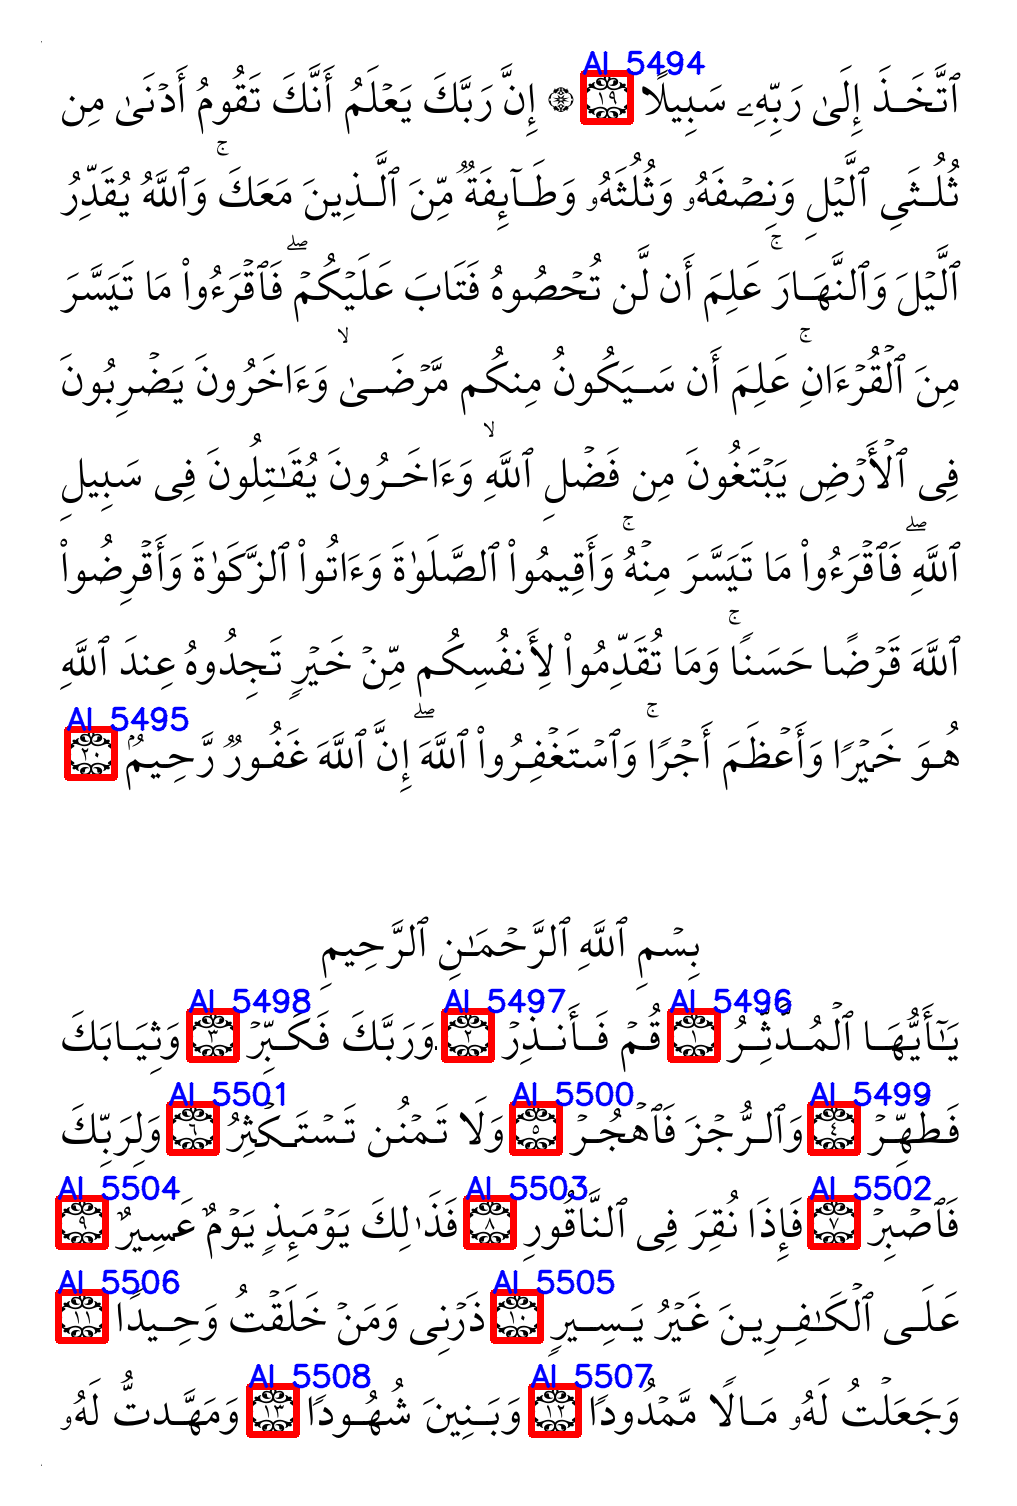 AI_5494
ٱتَّخَذَ إِلَىٰ رَبِّهِۦ سَبِيلًا ١٩ ۞ إِنَّ رَبَّكَ يَعْلَمُ أَنَّكَ تَقُومُ أَدْنَىٰ مِن
ثُلُثَىِ ٱلَّيْلِ وَنِصْفَهُۥ وَثُلُثَهُۥ وَطَآئِفَةٌ مِّنَ ٱلَّذِينَ مَعَكَ ۚ وَٱللَّهُ يُقَدِّرُ
ٱلَّيْلَ وَٱلنَّهَارَ ۚ عَلِمَ أَن لَّن تُحْصُوهُ فَتَابَ عَلَيْكُمْ ۖ فَٱقْرَءُوا۟ مَا تَيَسَّرَ
مِنَ ٱلْقُرْءَانِ ۚ عَلِمَ أَن سَيَكُونُ مِنكُم مَّرْضَىٰ ۙ وَءَاخَرُونَ يَضْرِبُونَ
فِى ٱلْأَرْضِ يَبْتَغُونَ مِن فَضْلِ ٱللَّهِ ۙ وَءَاخَرُونَ يُقَـٰتِلُونَ فِى سَبِيلِ
ٱللَّهِ ۖ فَٱقْرَءُوا۟ مَا تَيَسَّرَ مِنْهُ ۚ وَأَقِيمُوا۟ ٱلصَّلَوٰةَ وَءَاتُوا۟ ٱلزَّكَوٰةَ وَأَقْرِضُوا۟
ٱللَّهَ قَرْضًا حَسَنًا ۚ وَمَا تُقَدِّمُوا۟ لِأَنفُسِكُم مِّنْ خَيْرٍ تَجِدُوهُ عِندَ ٱللَّهِ
AI_5495
هُوَ خَيْرًا وَأَعْظَمَ أَجْرًا ۚ وَٱسْتَغْفِرُوا۟ ٱللَّهَ ۖ إِنَّ ٱللَّهَ غَفُورٌ رَّحِيمٌۢ ٢٠
بِسْمِ ٱللَّهِ ٱلرَّحْمَـٰنِ ٱلرَّحِيمِ
AI_5496 AI_5497 AI_5498
يَـٰٓأَيُّهَا ٱلْمُدَّثِّرُ ١ قُمْ فَأَنذِرْ ٢ وَرَبَّكَ فَكَبِّرْ ٣ وَثِيَابَكَ
AI_5499 AI_5500 AI_5501
فَطَهِّرْ ٤ وَٱلرُّجْزَ فَٱهْجُرْ ٥ وَلَا تَمْنُن تَسْتَكْثِرُ ٦ وَلِرَبِّكَ
AI_5502 AI_5503 AI_5504
فَٱصْبِرْ ٧ فَإِذَا نُقِرَ فِى ٱلنَّاقُورِ ٨ فَذَٰلِكَ يَوْمَئِذٍ يَوْمٌ عَسِيرٌ ٩
AI_5505 AI_5506
عَلَى ٱلْكَـٰفِرِينَ غَيْرُ يَسِيرٍ ١٠ ذَرْنِى وَمَنْ خَلَقْتُ وَحِيدًا ١١
AI_5507 AI_5508
وَجَعَلْتُ لَهُۥ مَالًا مَّمْدُودًا ١٢ وَبَنِينَ شُهُودًا ١٣ وَمَهَّدتُّ لَهُۥ